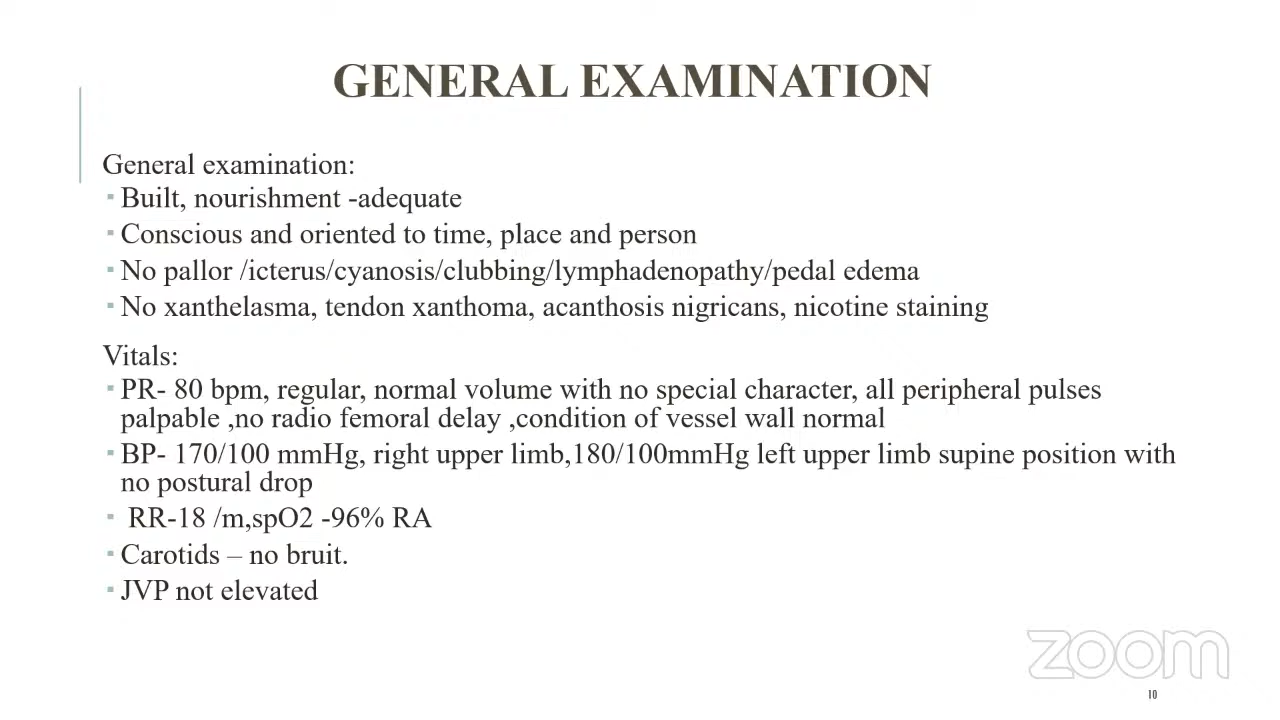 GENERAL EXAMINATION
General examination:
▪ Built, nourishment -adequate
▪ Conscious and oriented to time, place and person
▪ No pallor /icterus/cyanosis/clubbing/lymphadenopathy/pedal edema
▪ No xanthelasma, tendon xanthoma, acanthosis nigricans, nicotine staining
Vitals:
▪ PR- 80 bpm, regular, normal volume with no special character, all peripheral pulses
palpable ,no radio femoral delay ,condition of vessel wall normal
▪ BP- 170/100 mmHg, right upper limb,180/100mmHg left upper limb supine position with
no postural drop
▪ RR-18 /m,spO2 -96% RA
▪ Carotids – no bruit.
▪ JVP not elevated
zoom
10